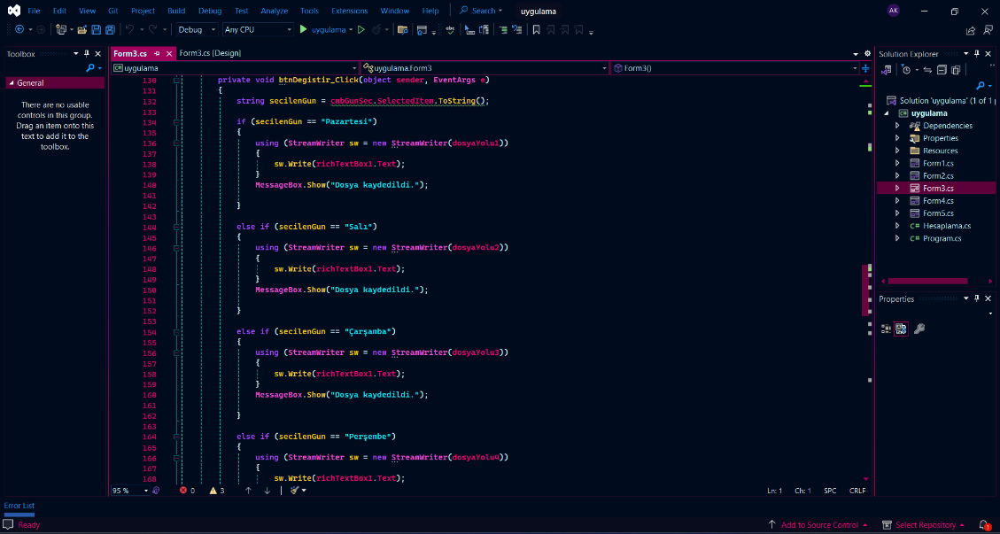 File Edit View Git Project Build Debug Test Analyze Tools Extensions Window Help Search uygulama AK
Debug Any CPU uygulama
Toolbox
General
There are no usable
controls in this group.
Drag an item onto this
text to add it to the
toolbox.
Form3.cs Form3.cs [Design]
uygulama uygulama.Form3 Form3()
130 private void btnDegistir_Click(object sender, EventArgs e)
131 {
132 string secilenGun = cmbGunSec.SelectedItem.ToString();
133
134 if (secilenGun == "Pazartesi")
135 {
136 using (StreamWriter sw = new StreamWriter(dosyaYolu1))
137 {
138 sw.Write(richTextBox1.Text);
139 }
140 MessageBox.Show("Dosya kaydedildi.");
141
142 }
143
144 else if (secilenGun == "Salı")
145 {
146 using (StreamWriter sw = new StreamWriter(dosyaYolu2))
147 {
148 sw.Write(richTextBox1.Text);
149 }
150 MessageBox.Show("Dosya kaydedildi.");
151
152 }
153
154 else if (secilenGun == "Çarşamba")
155 {
156 using (StreamWriter sw = new StreamWriter(dosyaYolu3))
157 {
158 sw.Write(richTextBox1.Text);
159 }
160 MessageBox.Show("Dosya kaydedildi.");
161
162 }
163
164 else if (secilenGun == "Perşembe")
165 {
166 using (StreamWriter sw = new StreamWriter(dosyaYolu4))
167 {
168 sw.Write(richTextBox1.Text);
95 % 0 3 Ln: 1 Ch: 1 SPC CRLF
Solution Explorer
Solution 'uygulama' (1 of 1
uygulama
Dependencies
Properties
Resources
Form1.cs
Form2.cs
Form3.cs
Form4.cs
Form5.cs
C# Hesaplama.cs
C# Program.cs
Properties
Error List
Ready Add to Source Control Select Repository 1